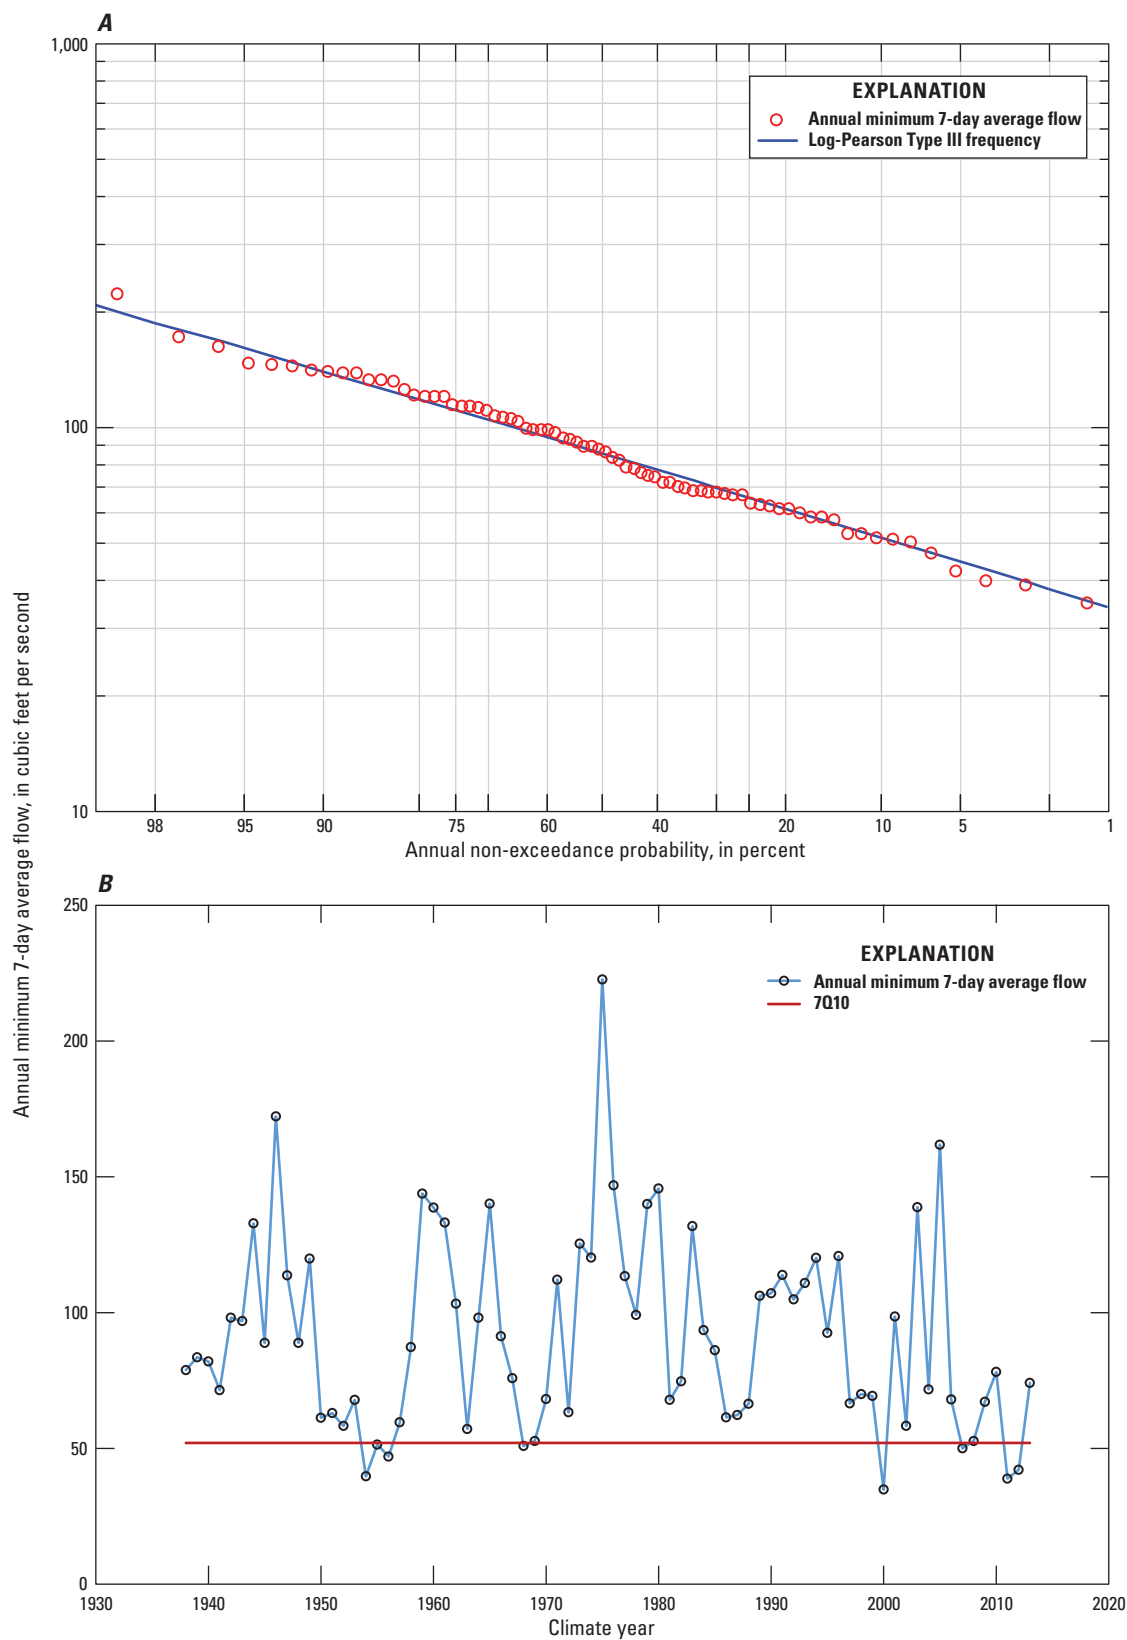 A
1,000
100
10
EXPLANATION
Annual minimum 7-day average flow
Log-Pearson Type III frequency
98 95 90 75 60 40 20 10 5 1
Annual non-exceedance probability, in percent
Annual minimum 7-day average flow, in cubic feet per second
B
250
200
150
100
50
0
EXPLANATION
Annual minimum 7-day average flow
7Q10
1930 1940 1950 1960 1970 1980 1990 2000 2010 2020
Climate year